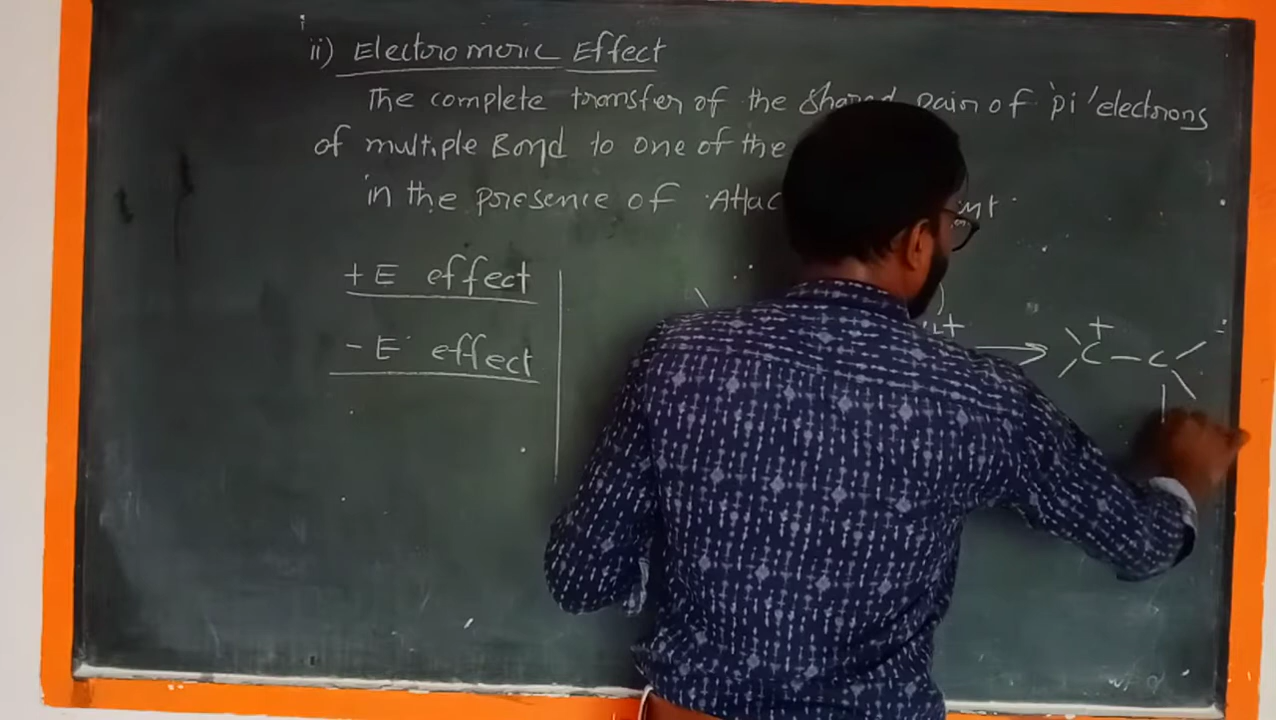 ii) Electromeric Effect
The complete transfer of the shared pair of 'pi' electrons
of multiple Bond to one of the
in the presence of Attac
+E effect
-E effect
H+ → C+ — C